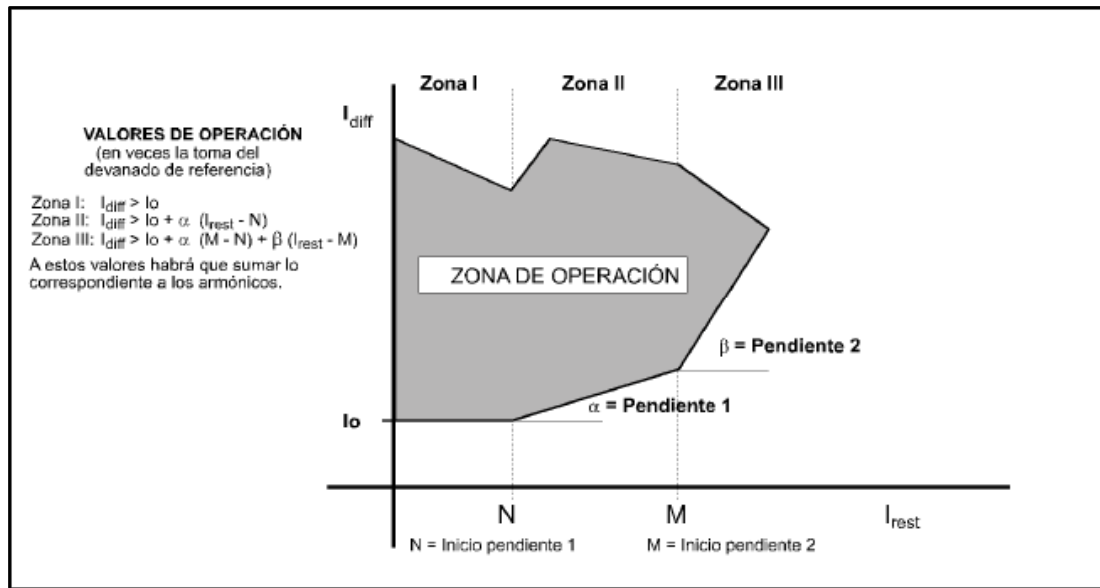 Zona I Zona II Zona III
I_diff
VALORES DE OPERACIÓN
(en veces la toma del
devanado de referencia)
Zona I: I_diff > Io
Zona II: I_diff > Io + α (I_rest - N)
Zona III: I_diff > Io + α (M - N) + β (I_rest - M)
A estos valores habrá que sumar lo
correspondiente a los armónicos.
ZONA DE OPERACIÓN
β = Pendiente 2
α = Pendiente 1
Io
N M I_rest
N = Inicio pendiente 1 M = Inicio pendiente 2